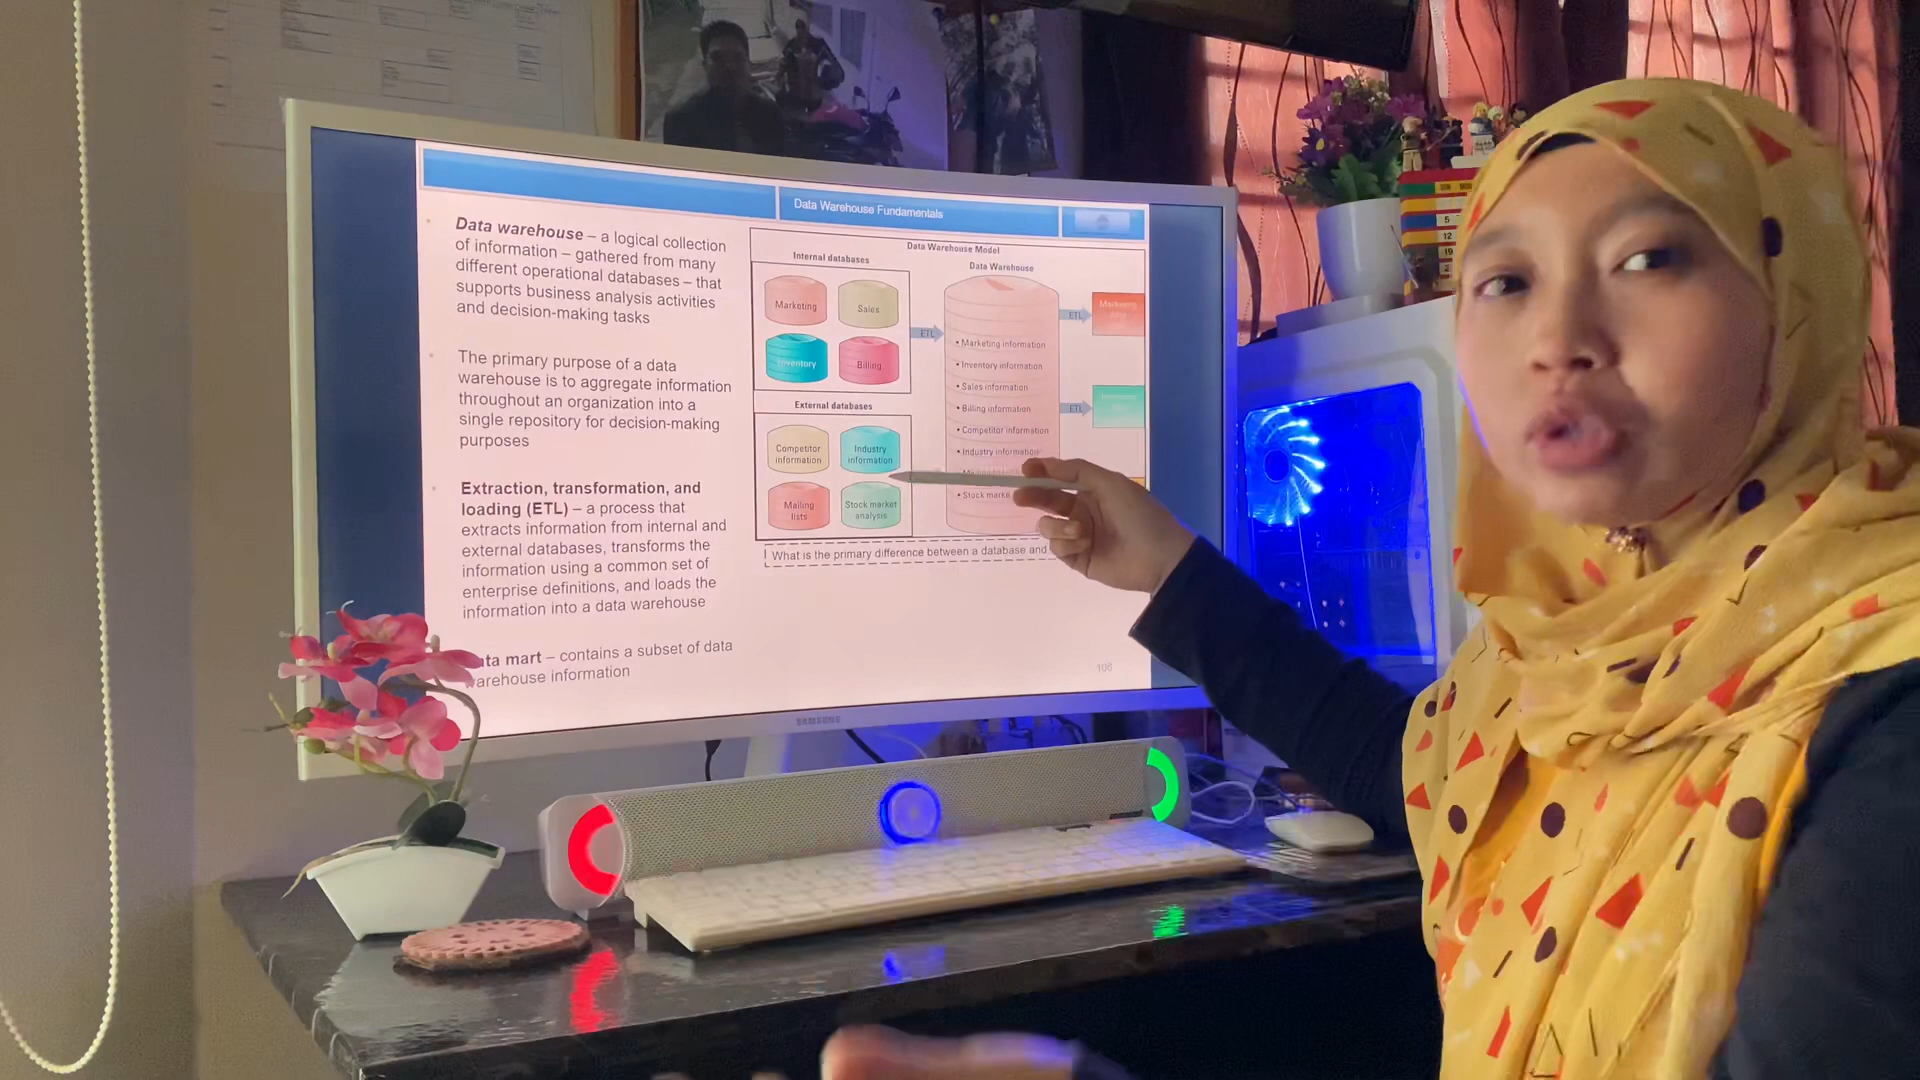 Data Warehouse Fundamentals
Data warehouse – a logical collection
of information – gathered from many
different operational databases – that
supports business analysis activities
and decision-making tasks
The primary purpose of a data
warehouse is to aggregate information
throughout an organization into a
single repository for decision-making
purposes
Extraction, transformation, and
loading (ETL) – a process that
extracts information from internal and
external databases, transforms the
information using a common set of
enterprise definitions, and loads the
information into a data warehouse
mart – contains a subset of data
information
Data Warehouse Model
Internal databases
Marketing
Sales
Inventory
Billing
External databases
Competitor
information
Industry
information
Mailing
lists
Stock market
analysis
ETL
Data Warehouse
• Marketing information
• Inventory information
• Sales information
• Billing information
• Competitor information
• Industry information
• Stock
ETL
ETL
What is the primary difference between a database and
106
SAMSUNG
5
12
19